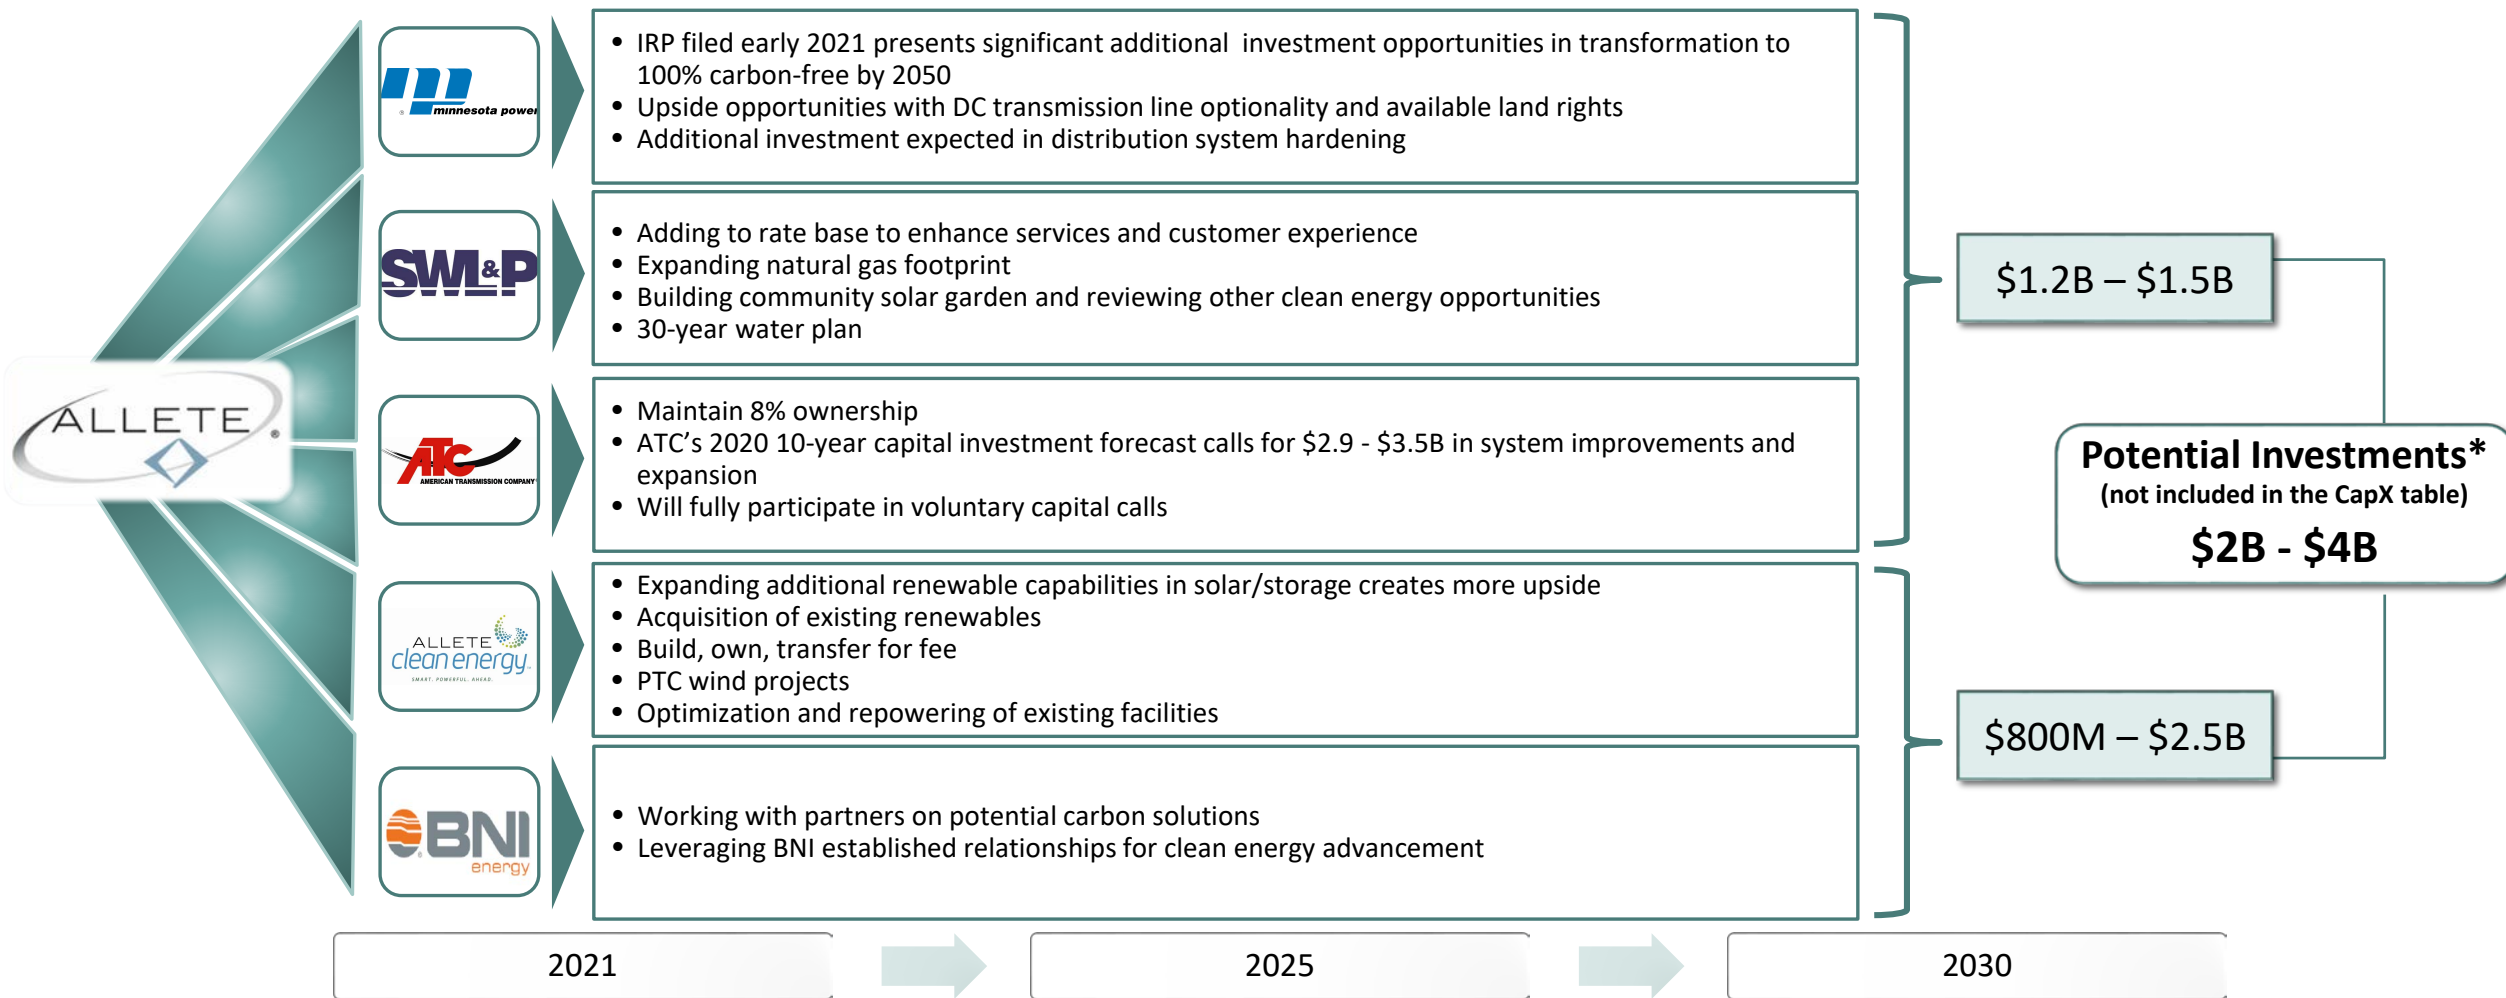 ALLETE®
® minnesota power
• IRP filed early 2021 presents significant additional investment opportunities in transformation to
100% carbon-free by 2050
• Upside opportunities with DC transmission line optionality and available land rights
• Additional investment expected in distribution system hardening
SWL&P
• Adding to rate base to enhance services and customer experience
• Expanding natural gas footprint
• Building community solar garden and reviewing other clean energy opportunities
• 30-year water plan
ATC
AMERICAN TRANSMISSION COMPANY®
• Maintain 8% ownership
• ATC’s 2020 10-year capital investment forecast calls for $2.9 - $3.5B in system improvements and
expansion
• Will fully participate in voluntary capital calls
ALLETE
clean energy™
SMART. POWERFUL. AHEAD.
• Expanding additional renewable capabilities in solar/storage creates more upside
• Acquisition of existing renewables
• Build, own, transfer for fee
• PTC wind projects
• Optimization and repowering of existing facilities
BNI
energy
• Working with partners on potential carbon solutions
• Leveraging BNI established relationships for clean energy advancement
$1.2B – $1.5B
Potential Investments*
(not included in the CapX table)
$2B - $4B
$800M – $2.5B
2021
2025
2030